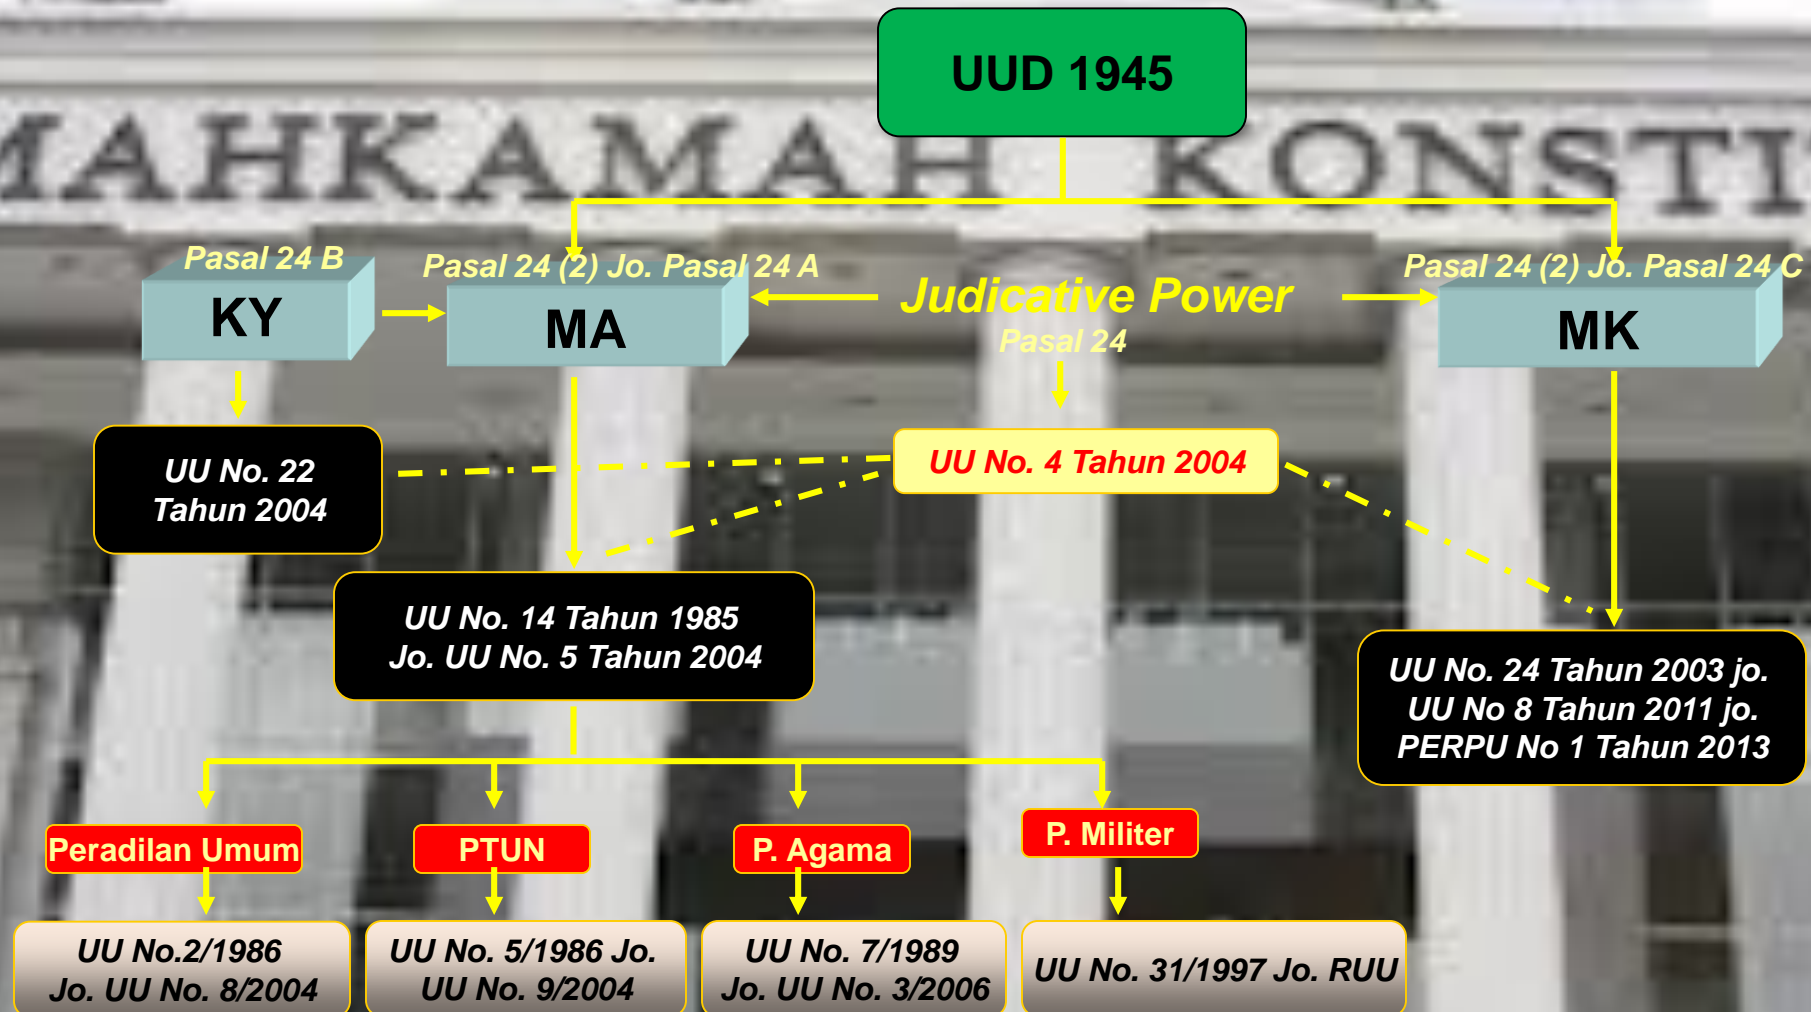 UUD 1945
MAHKAMAH KONSTI
Pasal 24 B
Pasal 24 (2) Jo. Pasal 24 A
Pasal 24 (2) Jo. Pasal 24 C
KY
MA
Judicative Power
Pasal 24
MK
UU No. 22
Tahun 2004
UU No. 4 Tahun 2004
UU No. 14 Tahun 1985
Jo. UU No. 5 Tahun 2004
UU No. 24 Tahun 2003 jo.
UU No 8 Tahun 2011 jo.
PERPU No 1 Tahun 2013
Peradilan Umum
PTUN
P. Agama
P. Militer
UU No.2/1986
Jo. UU No. 8/2004
UU No. 5/1986 Jo.
UU No. 9/2004
UU No. 7/1989
Jo. UU No. 3/2006
UU No. 31/1997 Jo. RUU